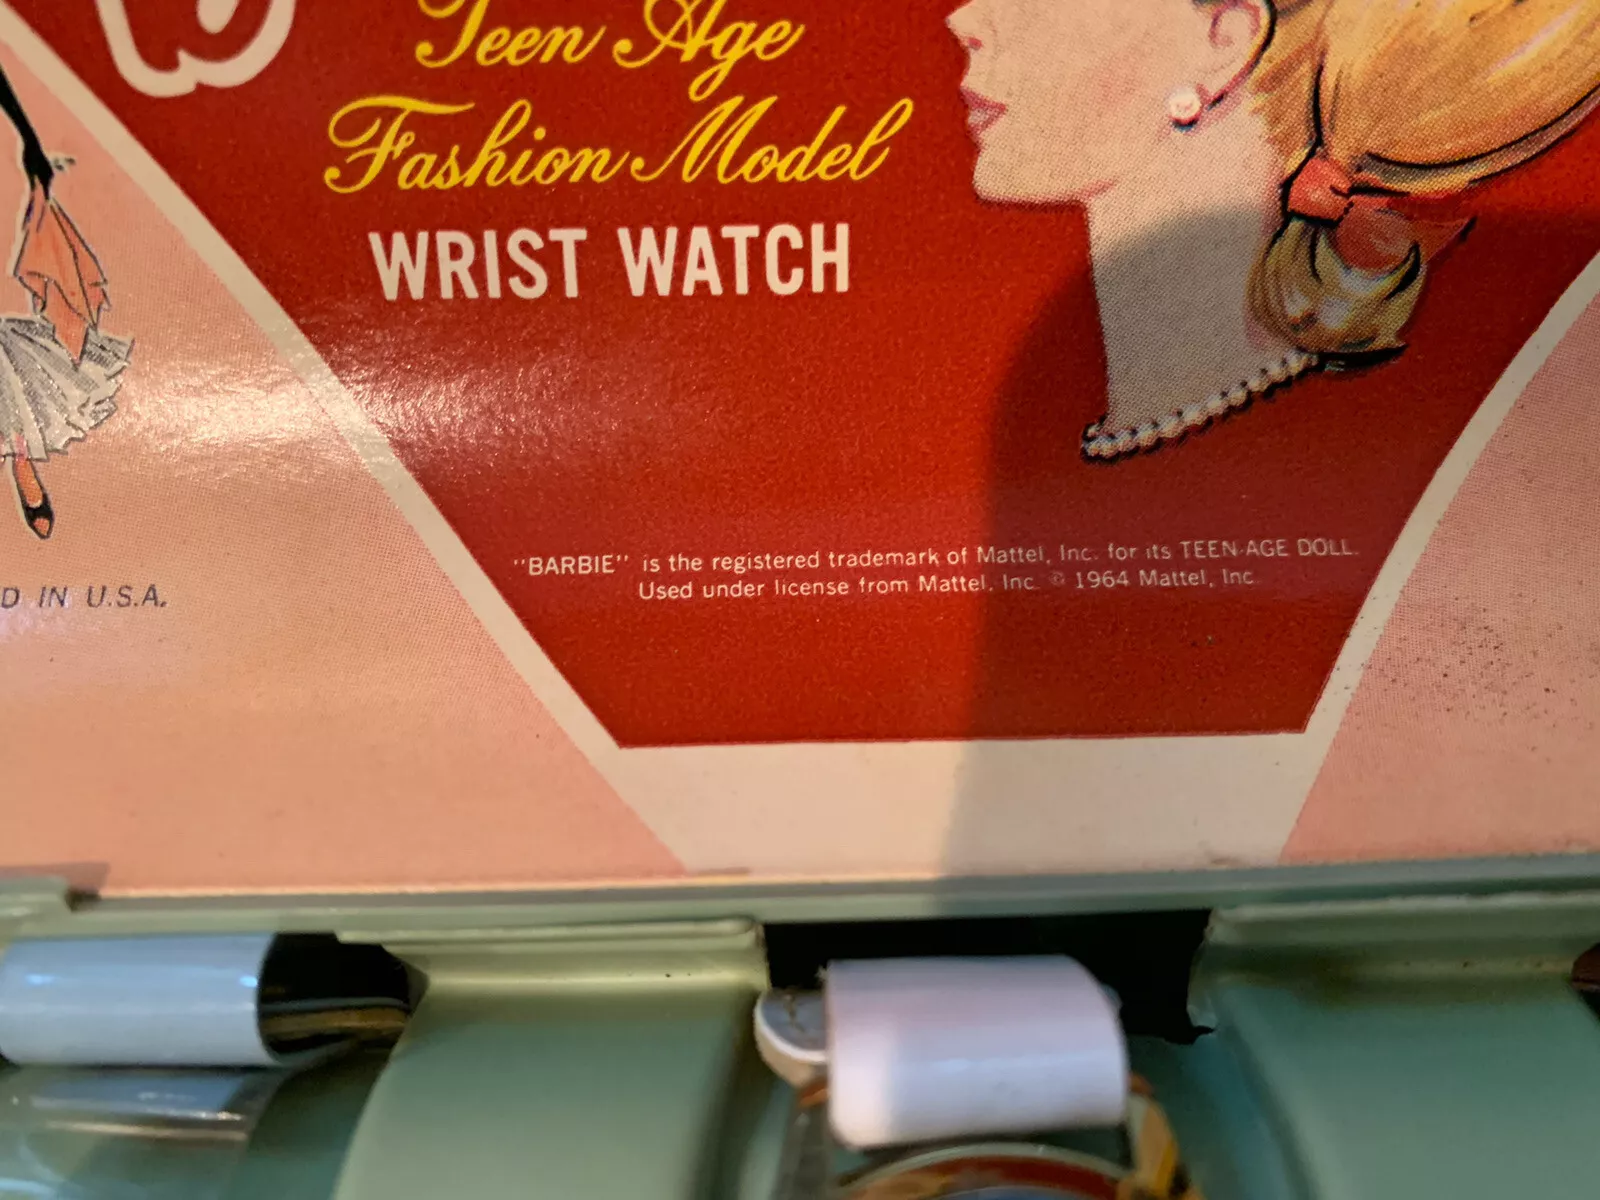 Teen Age
Fashion Model
WRIST WATCH
"BARBIE" is the registered trademark of Mattel, Inc. for its TEEN-AGE DOLL.
Used under license from Mattel, Inc. © 1964 Mattel, Inc.
D IN U.S.A.